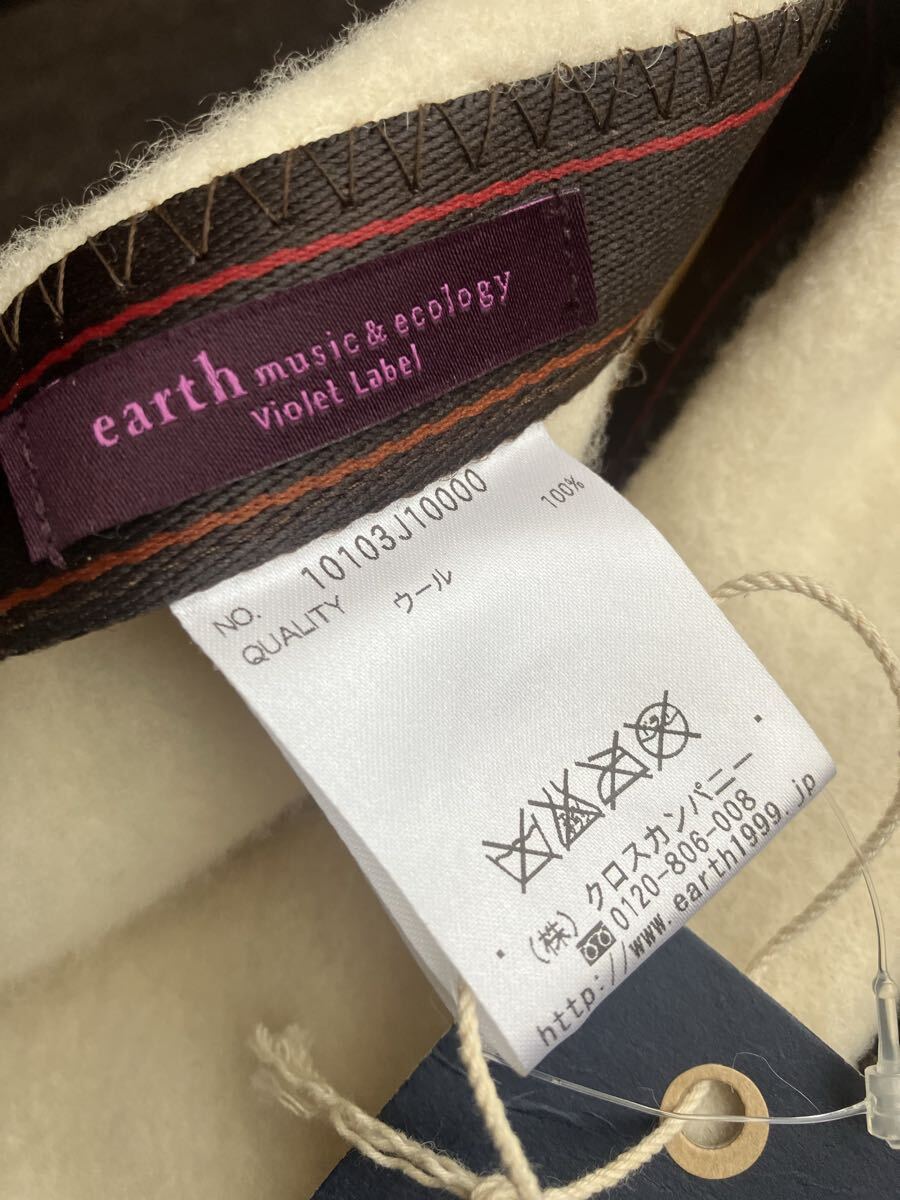 earth music & ecology
Violet Label
NO. 10103J10000
QUALITY
ウール 100%
(株)クロスカンパニー
0120-806-008
http://www.earth1999.jp